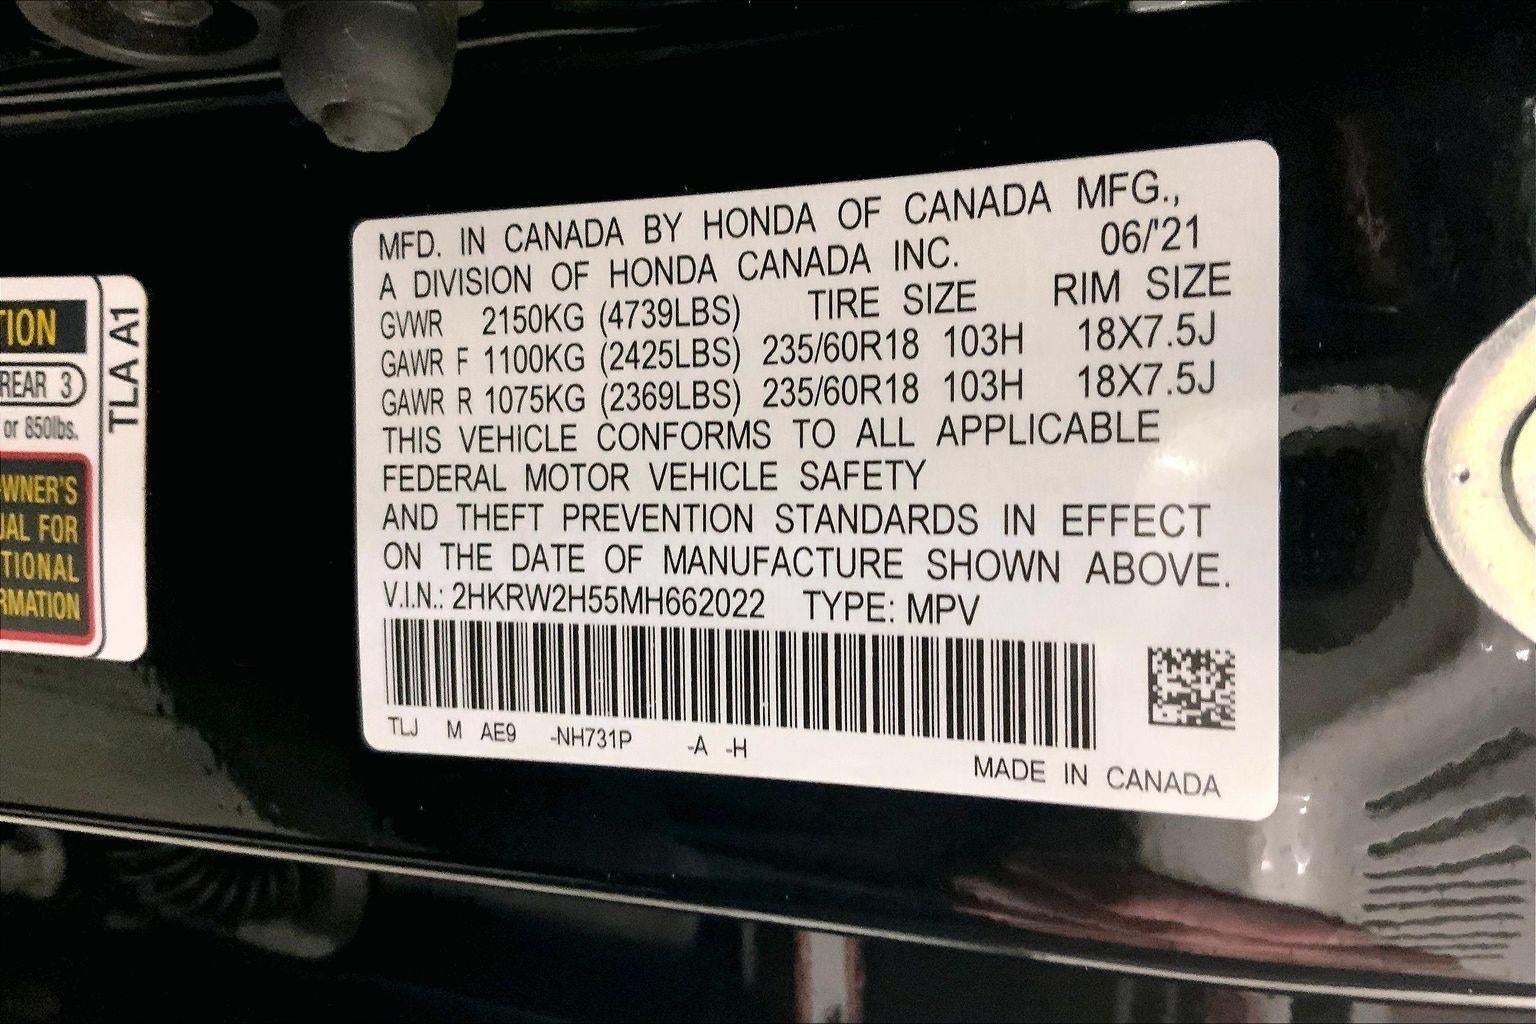 TION
REAR 3
or 850lbs.
WNER'S
UAL FOR
TIONAL
RMATION
TLA A1
MFD. IN CANADA BY HONDA OF CANADA MFG.,
A DIVISION OF HONDA CANADA INC. 06/'21
GVWR 2150KG (4739LBS) TIRE SIZE RIM SIZE
GAWR F 1100KG (2425LBS) 235/60R18 103H 18X7.5J
GAWR R 1075KG (2369LBS) 235/60R18 103H 18X7.5J
THIS VEHICLE CONFORMS TO ALL APPLICABLE
FEDERAL MOTOR VEHICLE SAFETY
AND THEFT PREVENTION STANDARDS IN EFFECT
ON THE DATE OF MANUFACTURE SHOWN ABOVE.
V.I.N.: 2HKRW2H55MH662022 TYPE: MPV
TLJ M AE9 -NH731P -A -H
MADE IN CANADA